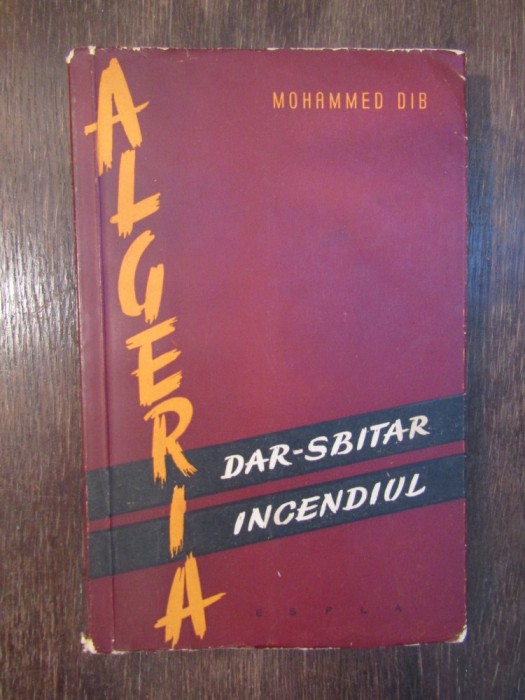 MOHAMMED DIB
ALGERIA
DAR-SBITAR
INCENDIUL
ESPLA